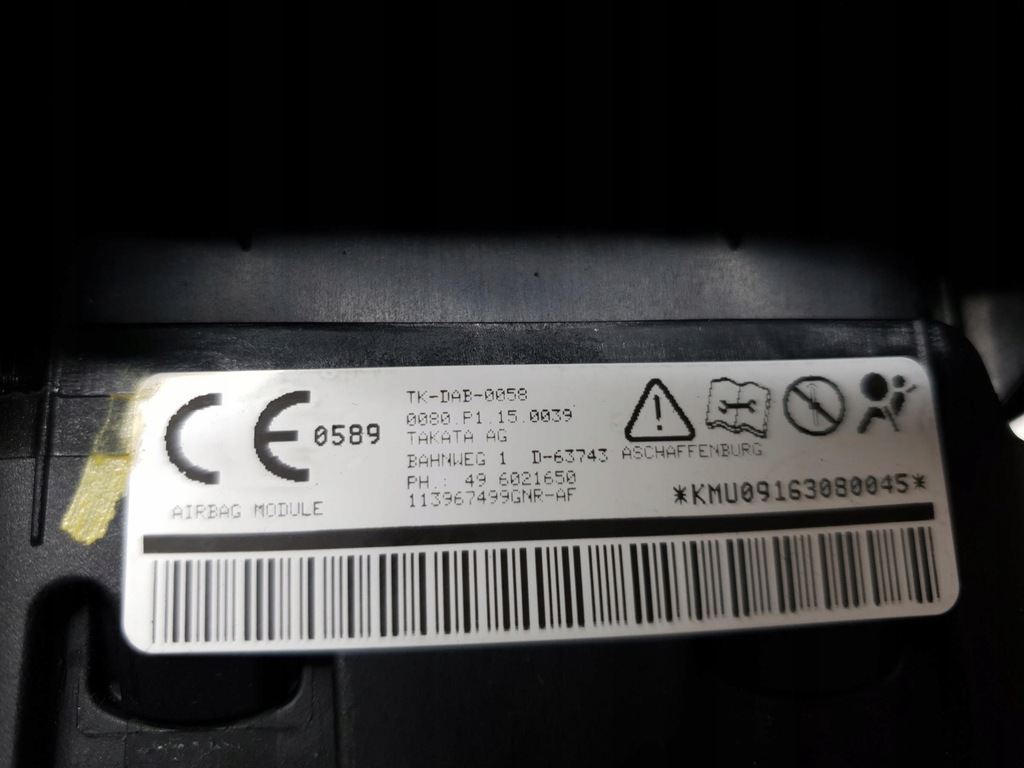 CE 0589
AIRBAG MODULE
TK-DAB-0058
0080.P1.15.0039
TAKATA AG
BAHNWEG 1 D-63743 ASCHAFFENBURG
PH.: 49 6021650
113967499GNR-AF
*KMU09163080045*